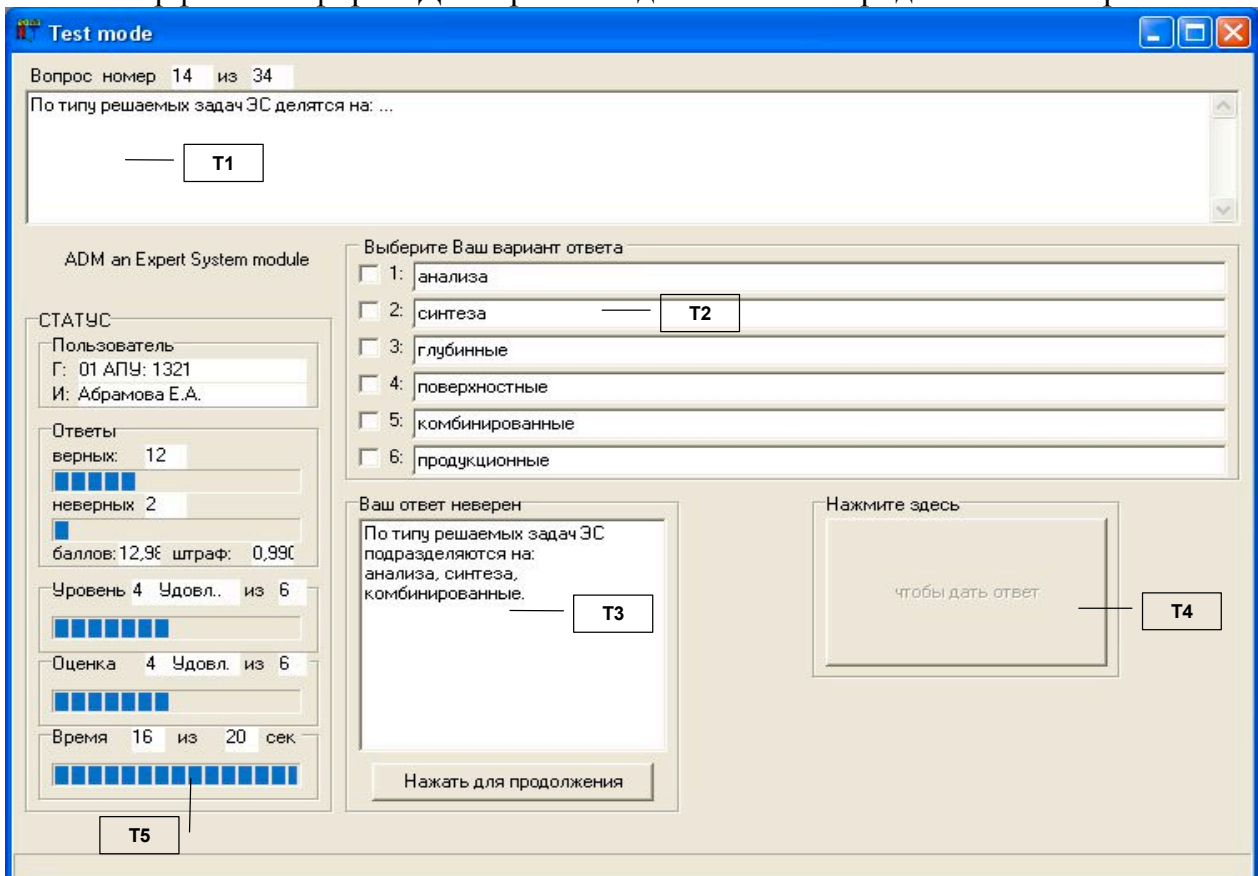 Test mode
Вопрос номер 14 из 34
По типу решаемых задач ЭС делятся на: ...
T1
ADM an Expert System module
Выберите Ваш вариант ответа
1: анализа
2: синтеза
T2
3: глубинные
4: поверхностные
5: комбинированные
6: продукционные
СТАТУС
Пользователь
Г: 01 АПУ: 1321
И: Абрамова Е.А.
Ответы
верных: 12
неверных 2
баллов: 12,98 штраф: 0,990
Уровень 4 Удовл.. из 6
Оценка 4 Удовл. из 6
Время 16 из 20 сек
T5
Ваш ответ неверен
По типу решаемых задач ЭС
подразделяются на:
анализа, синтеза,
комбинированные.
T3
Нажать для продолжения
Нажмите здесь
чтобы дать ответ
T4